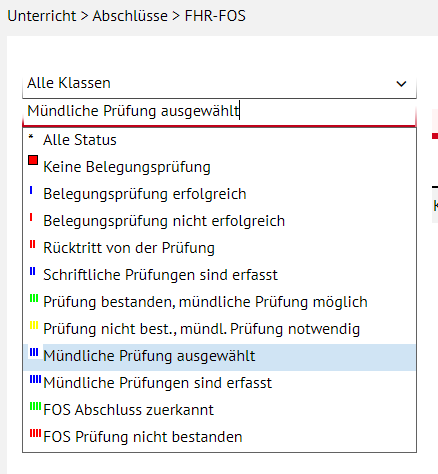 Unterricht > Abschlüsse > FHR-FOS
Alle Klassen
Mündliche Prüfung ausgewählt
* Alle Status
Keine Belegungsprüfung
Belegungsprüfung erfolgreich
Belegungsprüfung nicht erfolgreich
Rücktritt von der Prüfung
Schriftliche Prüfungen sind erfasst
Prüfung bestanden, mündliche Prüfung möglich
Prüfung nicht best., mündl. Prüfung notwendig
Mündliche Prüfung ausgewählt
Mündliche Prüfungen sind erfasst
FOS Abschluss zuerkannt
FOS Prüfung nicht bestanden